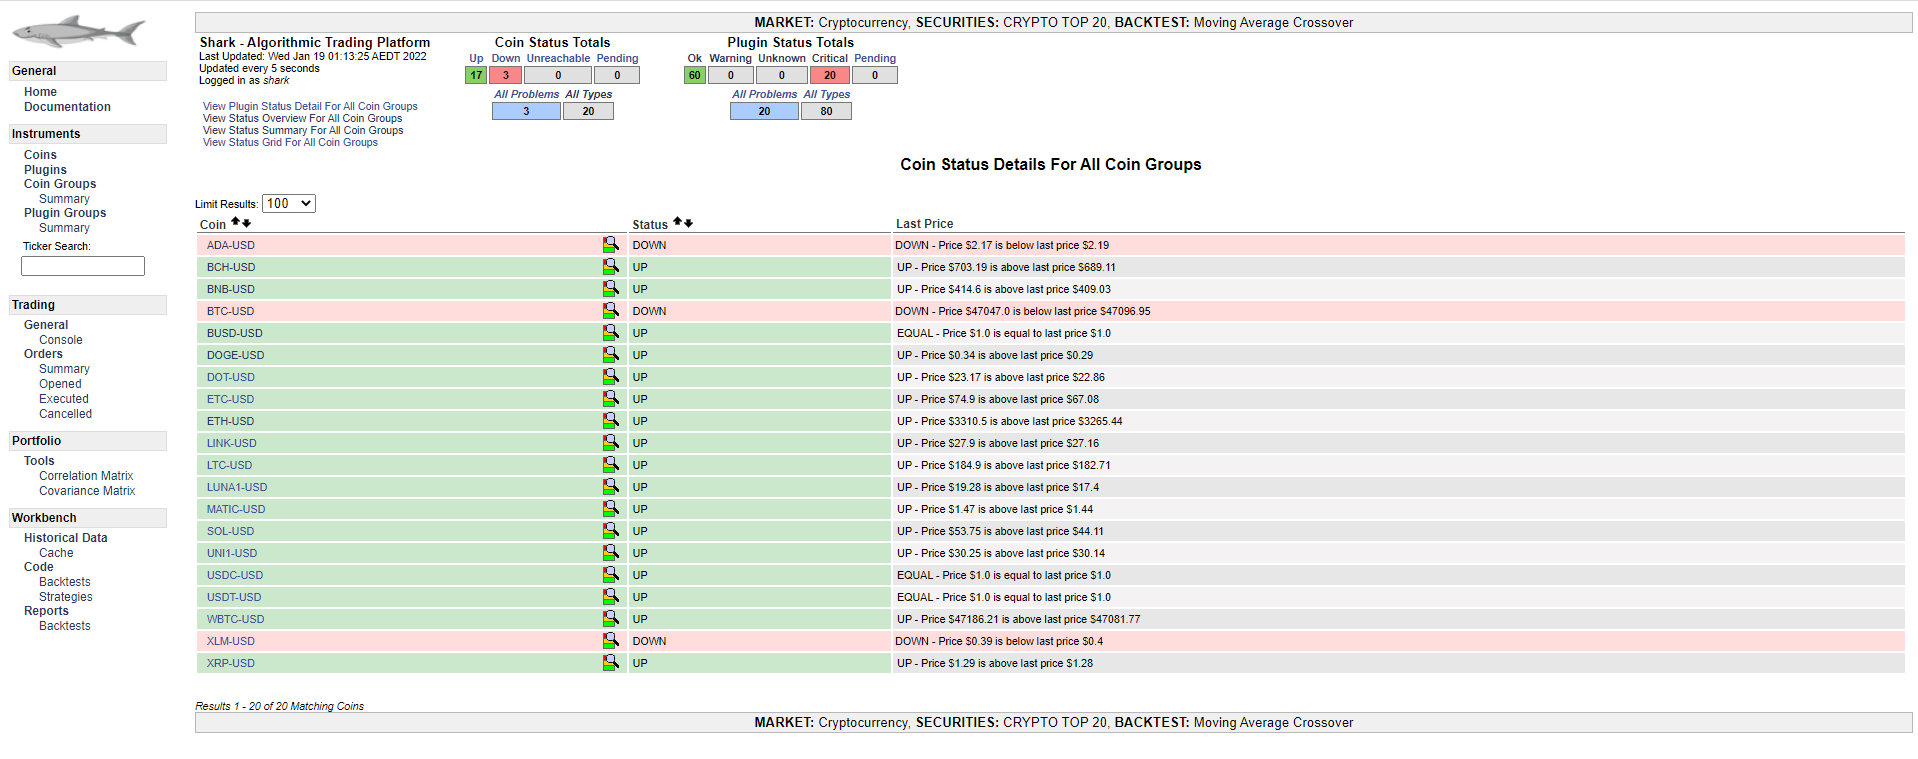 MARKET: Cryptocurrency, SECURITIES: CRYPTO TOP 20, BACKTEST: Moving Average Crossover
General
Home
Documentation
Instruments
Coins
Plugins
Coin Groups
Summary
Plugin Groups
Summary
Ticker Search:
Trading
General
Console
Orders
Summary
Opened
Executed
Cancelled
Portfolio
Tools
Correlation Matrix
Covariance Matrix
Workbench
Historical Data
Cache
Code
Backtests
Strategies
Reports
Backtests
Shark - Algorithmic Trading Platform
Last Updated: Wed Jan 19 01:13:25 AEDT 2022
Updated every 5 seconds
Logged in as shark
View Plugin Status Detail For All Coin Groups
View Status Overview For All Coin Groups
View Status Summary For All Coin Groups
View Status Grid For All Coin Groups
Coin Status Totals
Up Down Unreachable Pending
17 3 0 0
All Problems All Types
3 20
Plugin Status Totals
Ok Warning Unknown Critical Pending
60 0 0 20 0
All Problems All Types
20 80
Coin Status Details For All Coin Groups
Limit Results: 100
Coin Status Last Price
ADA-USD DOWN DOWN - Price $2.17 is below last price $2.19
BCH-USD UP UP - Price $703.19 is above last price $689.11
BNB-USD UP UP - Price $414.6 is above last price $409.03
BTC-USD DOWN DOWN - Price $47047.0 is below last price $47096.95
BUSD-USD UP EQUAL - Price $1.0 is equal to last price $1.0
DOGE-USD UP UP - Price $0.34 is above last price $0.29
DOT-USD UP UP - Price $23.17 is above last price $22.86
ETC-USD UP UP - Price $74.9 is above last price $67.08
ETH-USD UP UP - Price $3310.5 is above last price $3265.44
LINK-USD UP UP - Price $27.9 is above last price $27.16
LTC-USD UP UP - Price $184.9 is above last price $182.71
LUNA1-USD UP UP - Price $19.28 is above last price $17.4
MATIC-USD UP UP - Price $1.47 is above last price $1.44
SOL-USD UP UP - Price $53.75 is above last price $44.11
UNI1-USD UP UP - Price $30.25 is above last price $30.14
USDC-USD UP EQUAL - Price $1.0 is equal to last price $1.0
USDT-USD UP EQUAL - Price $1.0 is equal to last price $1.0
WBTC-USD UP UP - Price $47186.21 is above last price $47081.77
XLM-USD DOWN DOWN - Price $0.39 is below last price $0.4
XRP-USD UP UP - Price $1.29 is above last price $1.28
Results 1 - 20 of 20 Matching Coins
MARKET: Cryptocurrency, SECURITIES: CRYPTO TOP 20, BACKTEST: Moving Average Crossover